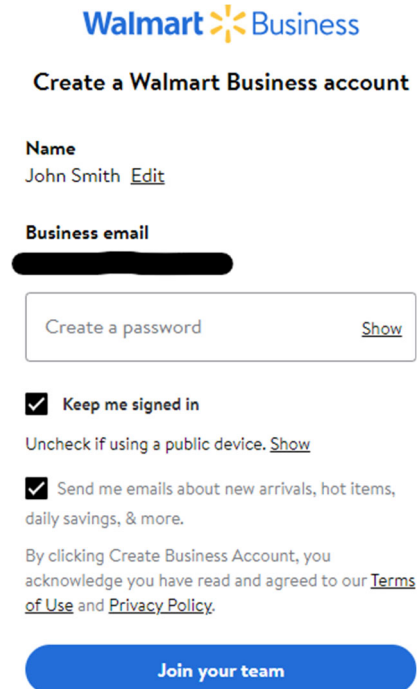 Walmart Business
Create a Walmart Business account
Name
John Smith Edit
Business email
Create a password Show
Keep me signed in
Uncheck if using a public device. Show
Send me emails about new arrivals, hot items,
daily savings, & more.
By clicking Create Business Account, you
acknowledge you have read and agreed to our Terms
of Use and Privacy Policy.
Join your team